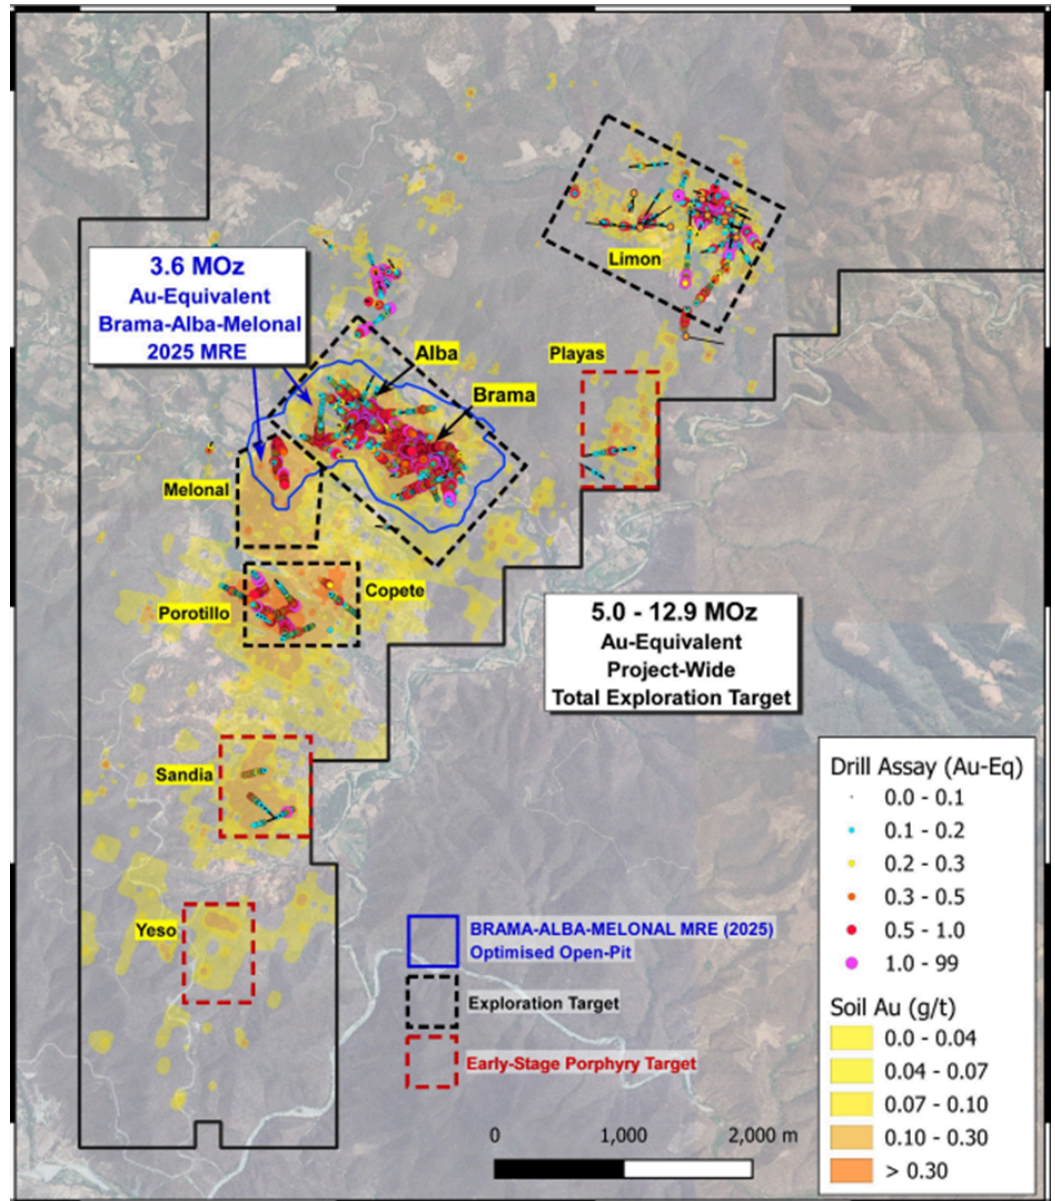 Limon
3.6 MOz
Au-Equivalent
Brama-Alba-Melonal
2025 MRE
Alba
Playas
Brama
Melonal
Copete
Porotillo
5.0 - 12.9 MOz
Au-Equivalent
Project-Wide
Total Exploration Target
Sandia
Yeso
BRAMA-ALBA-MELONAL MRE (2025)
Optimised Open-Pit
Exploration Target
Early-Stage Porphyry Target
0 1,000 2,000 m
Drill Assay (Au-Eq)
0.0 - 0.1
0.1 - 0.2
0.2 - 0.3
0.3 - 0.5
0.5 - 1.0
1.0 - 99
Soil Au (g/t)
0.0 - 0.04
0.04 - 0.07
0.07 - 0.10
0.10 - 0.30
> 0.30